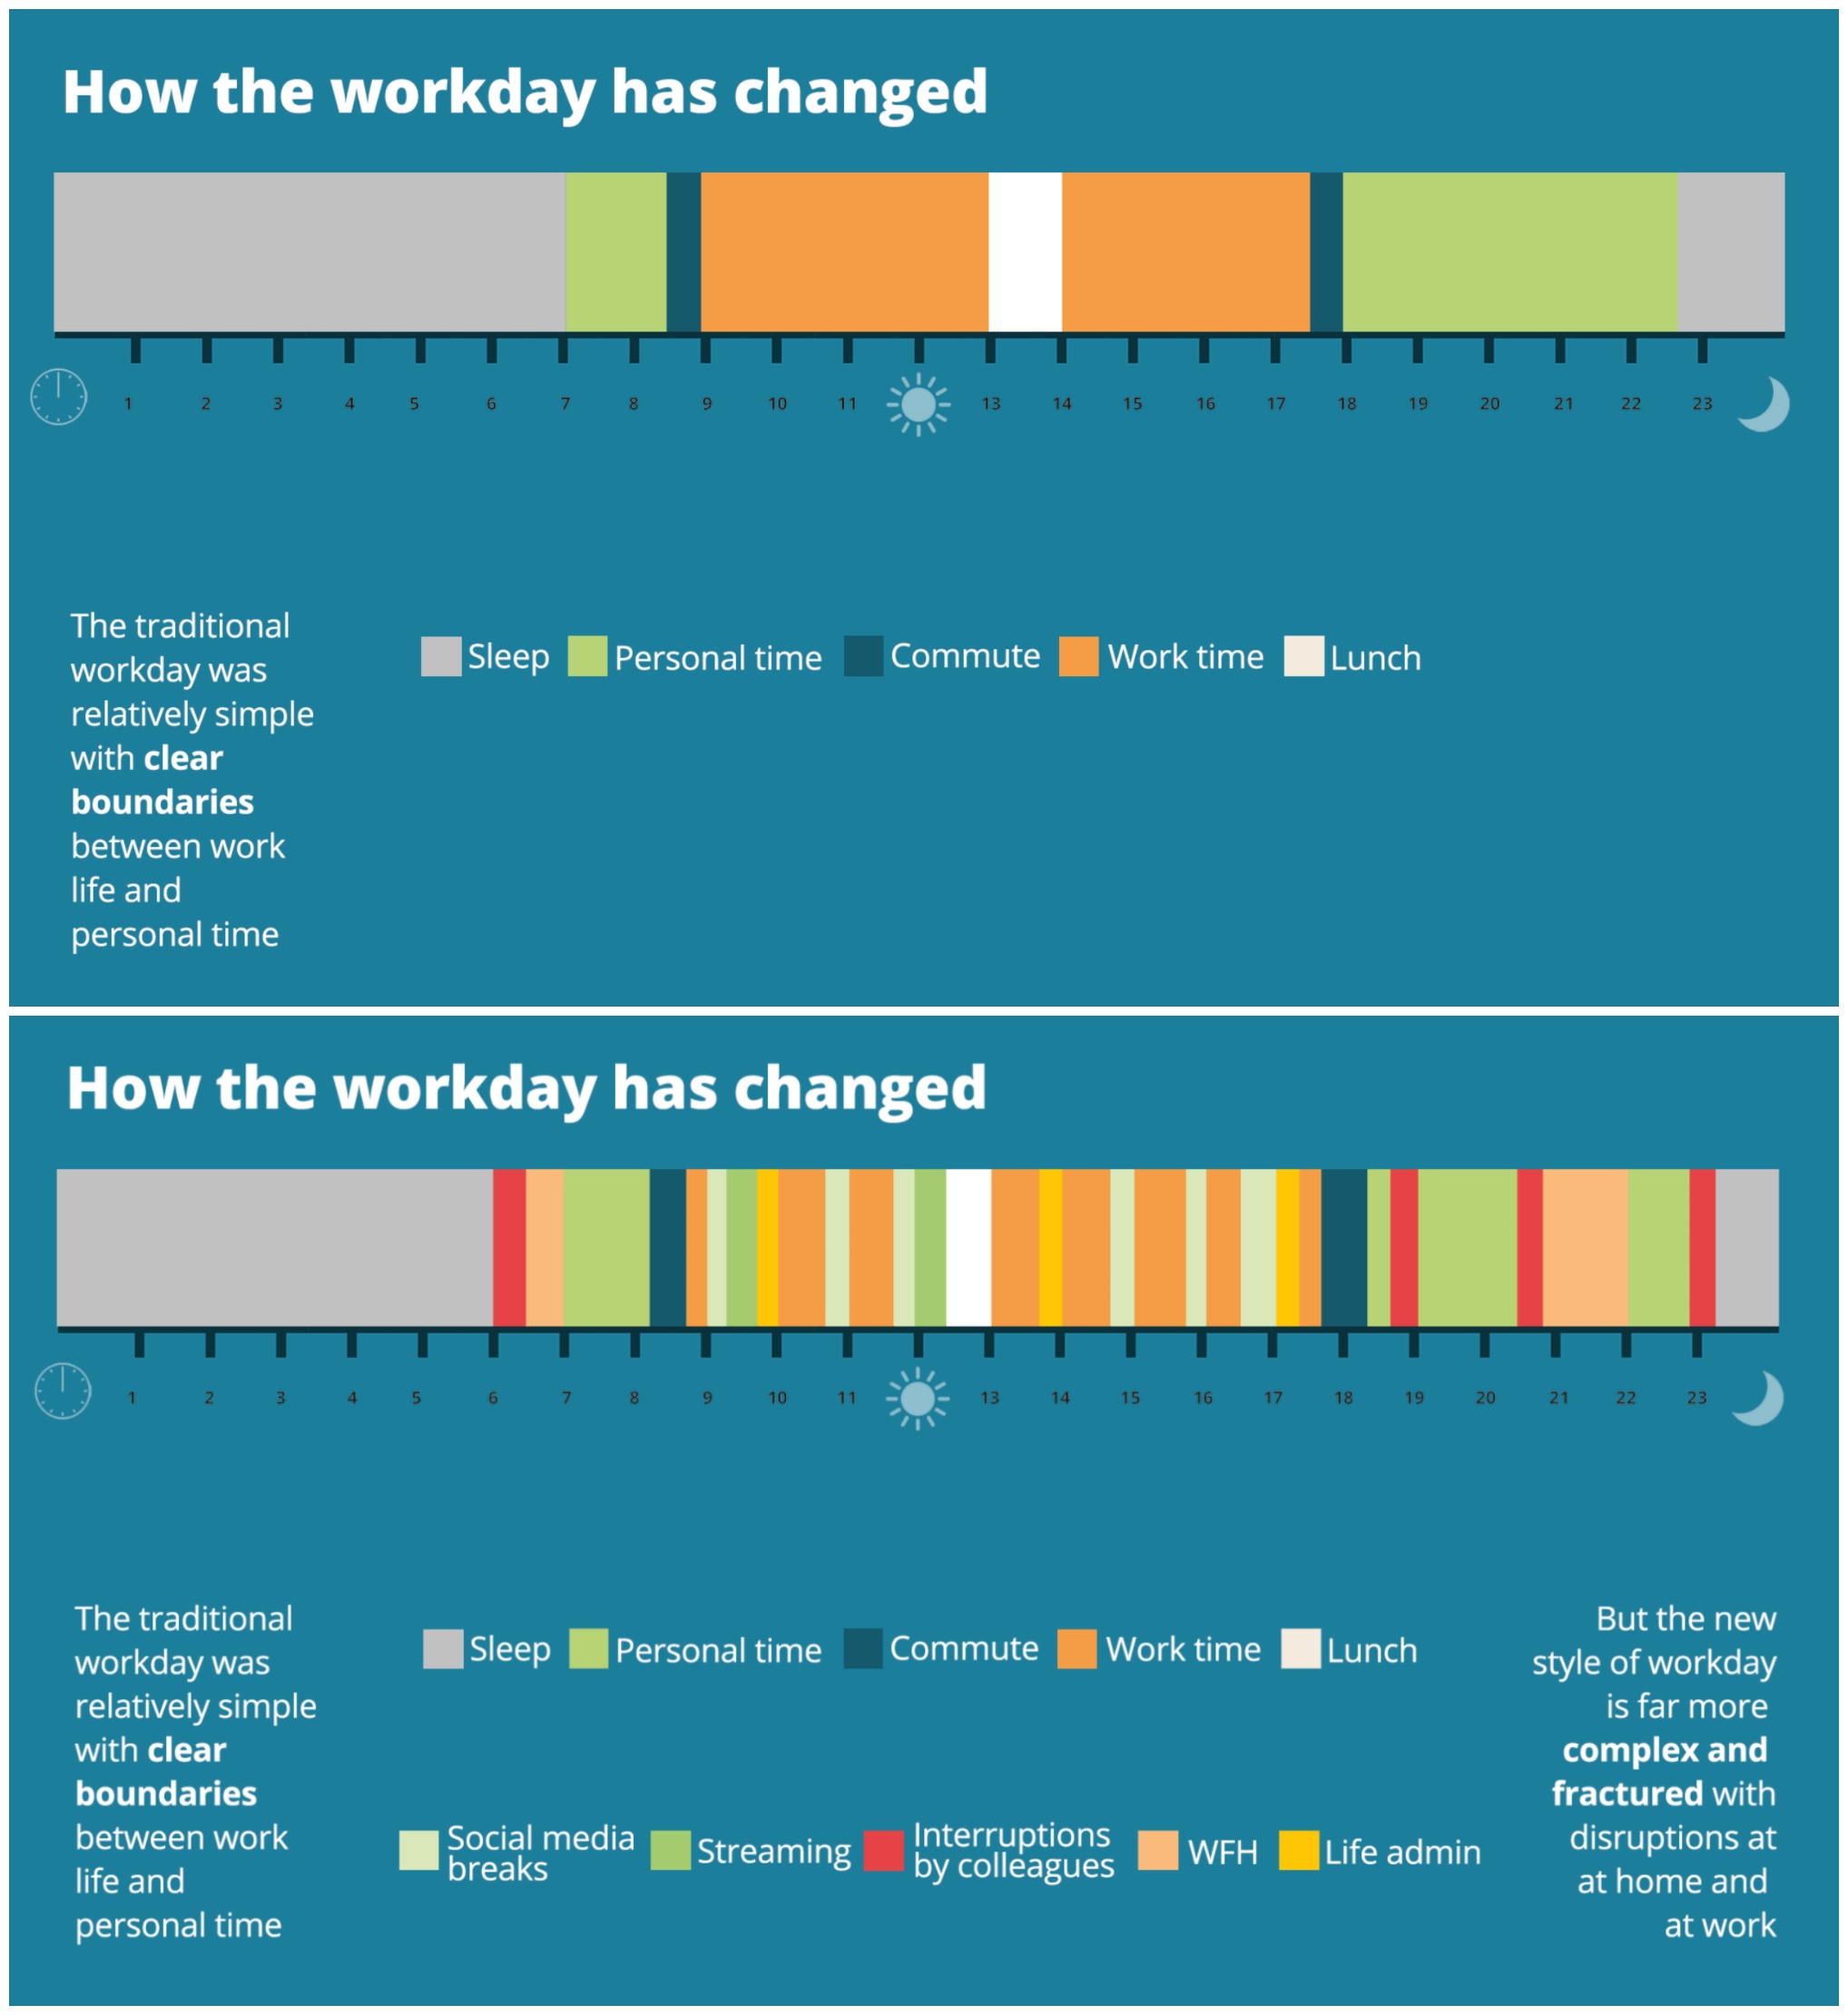 How the workday has changed
1 2 3 4 5 6 7 8 9 10 11 13 14 15 16 17 18 19 20 21 22 23
The traditional
workday was
relatively simple
with clear
boundaries
between work
life and
personal time
Sleep Personal time Commute Work time Lunch
How the workday has changed
1 2 3 4 5 6 7 8 9 10 11 13 14 15 16 17 18 19 20 21 22 23
The traditional
workday was
relatively simple
with clear
boundaries
between work
life and
personal time
Sleep Personal time Commute Work time Lunch
Social media
breaks
Streaming
Interruptions
by colleagues
WFH
Life admin
But the new
style of workday
is far more
complex and
fractured with
disruptions at
at home and
at work